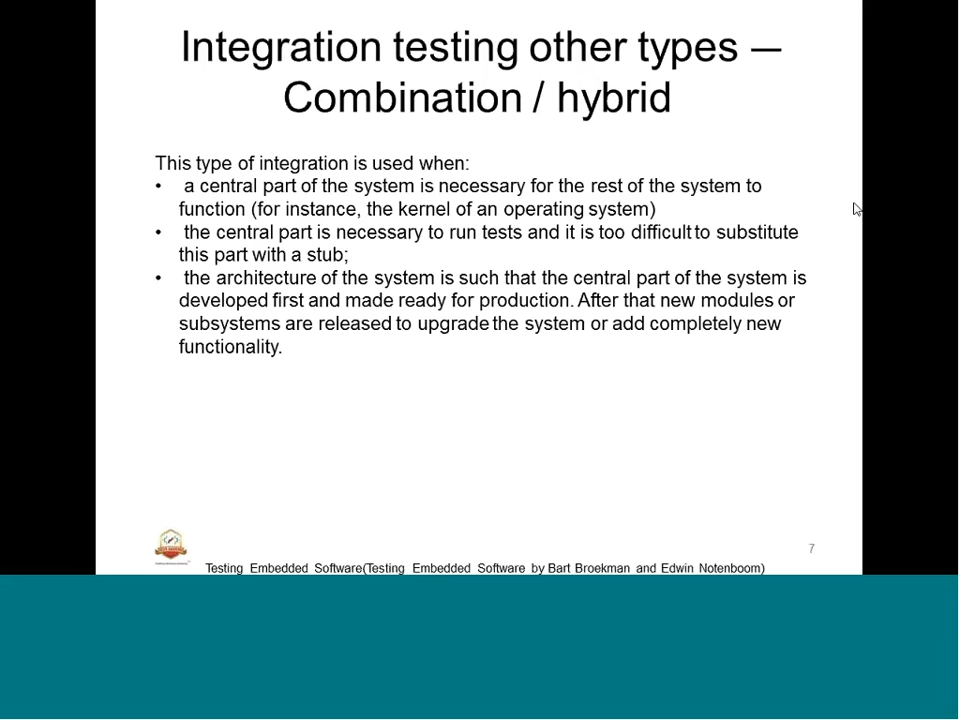 Integration testing other types —
Combination / hybrid
This type of integration is used when:
• a central part of the system is necessary for the rest of the system to
function (for instance, the kernel of an operating system)
• the central part is necessary to run tests and it is too difficult to substitute
this part with a stub;
• the architecture of the system is such that the central part of the system is
developed first and made ready for production. After that new modules or
subsystems are released to upgrade the system or add completely new
functionality.
7
Testing Embedded Software(Testing Embedded Software by Bart Broekman and Edwin Notenboom)